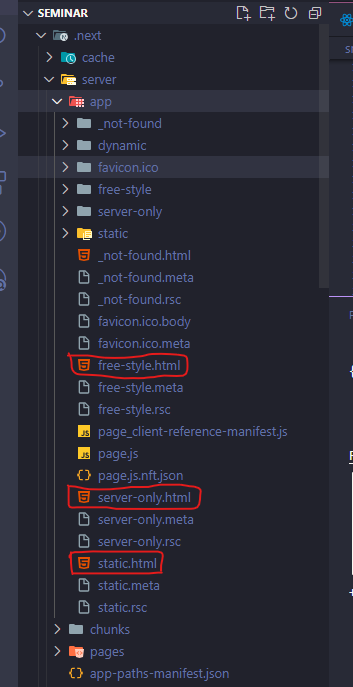 SEMINAR
.next
cache
server
app
_not-found
dynamic
favicon.ico
free-style
server-only
static
_not-found.html
_not-found.meta
_not-found.rsc
favicon.ico.body
favicon.ico.meta
free-style.html
free-style.meta
free-style.rsc
JS page_client-reference-manifest.js
JS page.js
{} page.js.nft.json
server-only.html
server-only.meta
server-only.rsc
static.html
static.meta
static.rsc
chunks
pages
{} app-paths-manifest.json